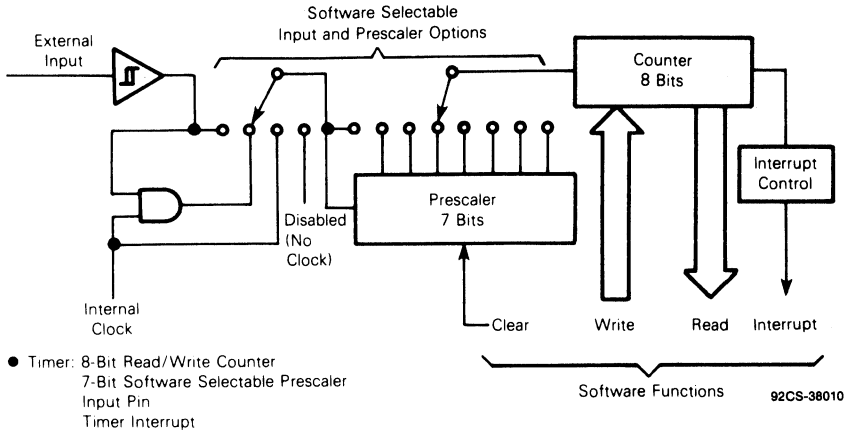 Software Selectable
Input and Prescaler Options
External
Input
Counter
8 Bits
Interrupt
Control
Prescaler
7 Bits
Disabled
(No
Clock)
Internal
Clock
Clear
Write
Read
Interrupt
Software Functions
92CS-38010
● Timer: 8-Bit Read/Write Counter
7-Bit Software Selectable Prescaler
Input Pin
Timer Interrupt